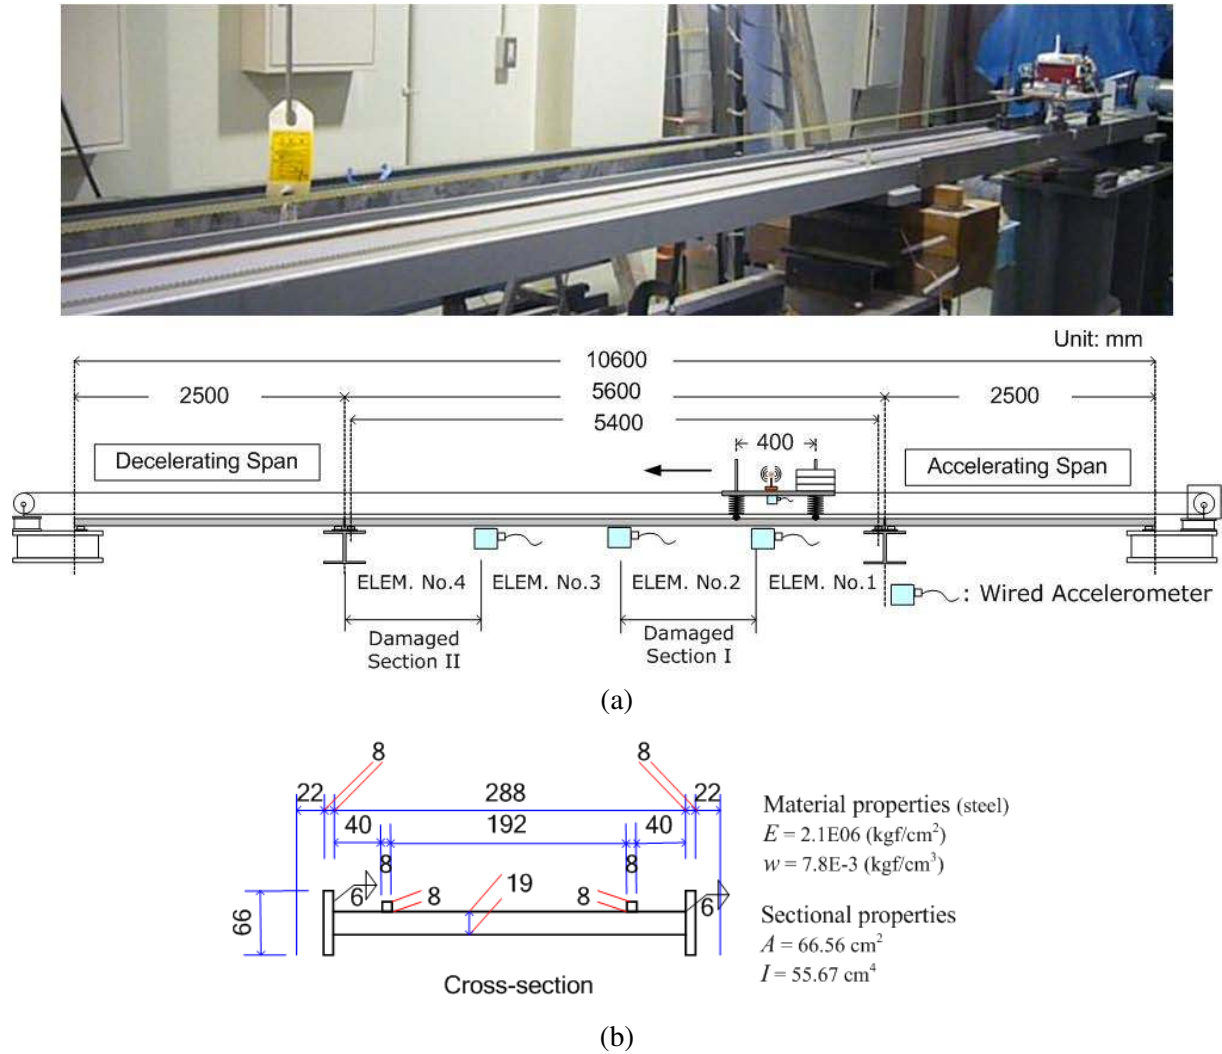 Unit: mm
10600
2500 5600 2500
5400
400
Decelerating Span
Accelerating Span
ELEM. No.4 ELEM. No.3 ELEM. No.2 ELEM. No.1
: Wired Accelerometer
Damaged
Section II
Damaged
Section I
(a)
8 8
22 288 22
40 192 40
8 8
19
6 8 8 6
66
Cross-section
Material properties (steel)
E = 2.1E06 (kgf/cm²)
w = 7.8E-3 (kgf/cm³)
Sectional properties
A = 66.56 cm²
I = 55.67 cm⁴
(b)